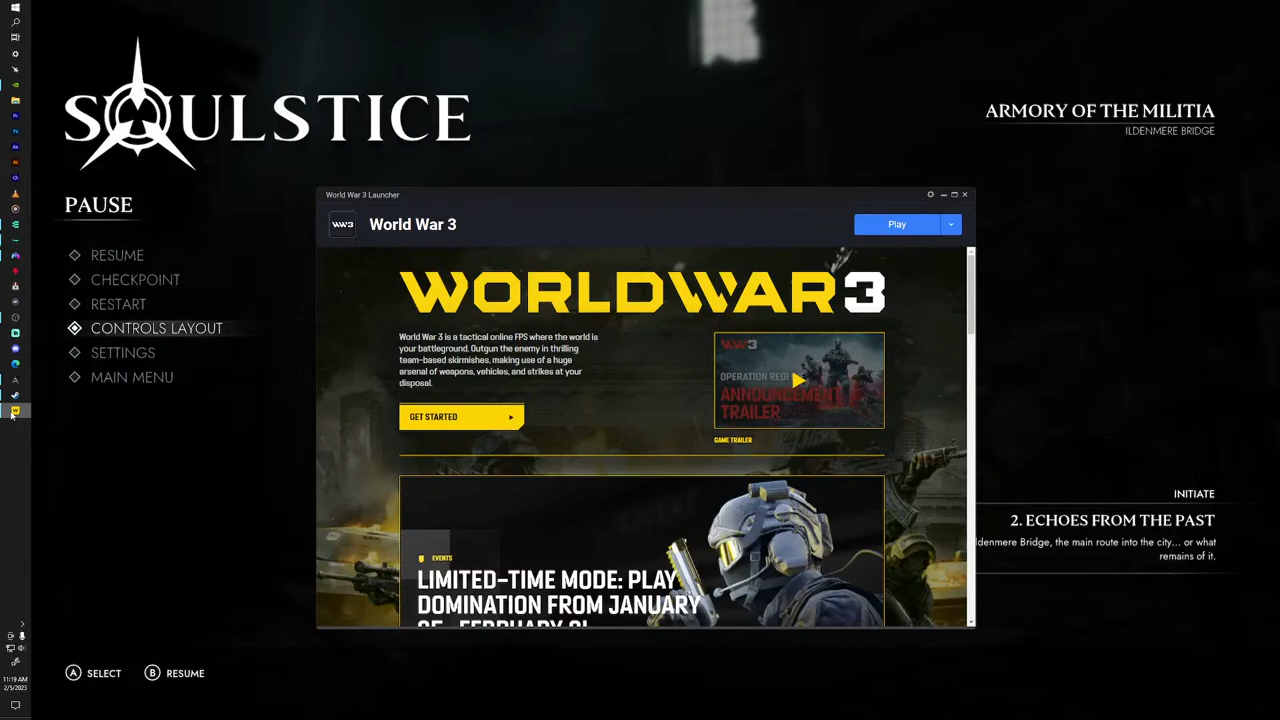 SOULSTICE
ARMORY OF THE MILITIA
ILDENMERE BRIDGE
PAUSE
RESUME
CHECKPOINT
RESTART
CONTROLS LAYOUT
SETTINGS
MAIN MENU
World War 3 Launcher
WW3
World War 3
Play
WORLD WAR 3
World War 3 is a tactical online FPS where the world is
your battleground. Outgun the enemy in thrilling
team-based skirmishes, making use of a huge
arsenal of weapons, vehicles, and strikes at your
disposal.
GET STARTED
WW3
OPERATION
ANNOUNCEMENT
TRAILER
GAME TRAILER
EVENTS
LIMITED-TIME MODE: PLAY
DOMINATION FROM JANUARY
INITIATE
2. ECHOES FROM THE PAST
ldenmere Bridge, the main route into the city... or what
remains of it.
A SELECT
B RESUME
11:19 AM
2/5/2023